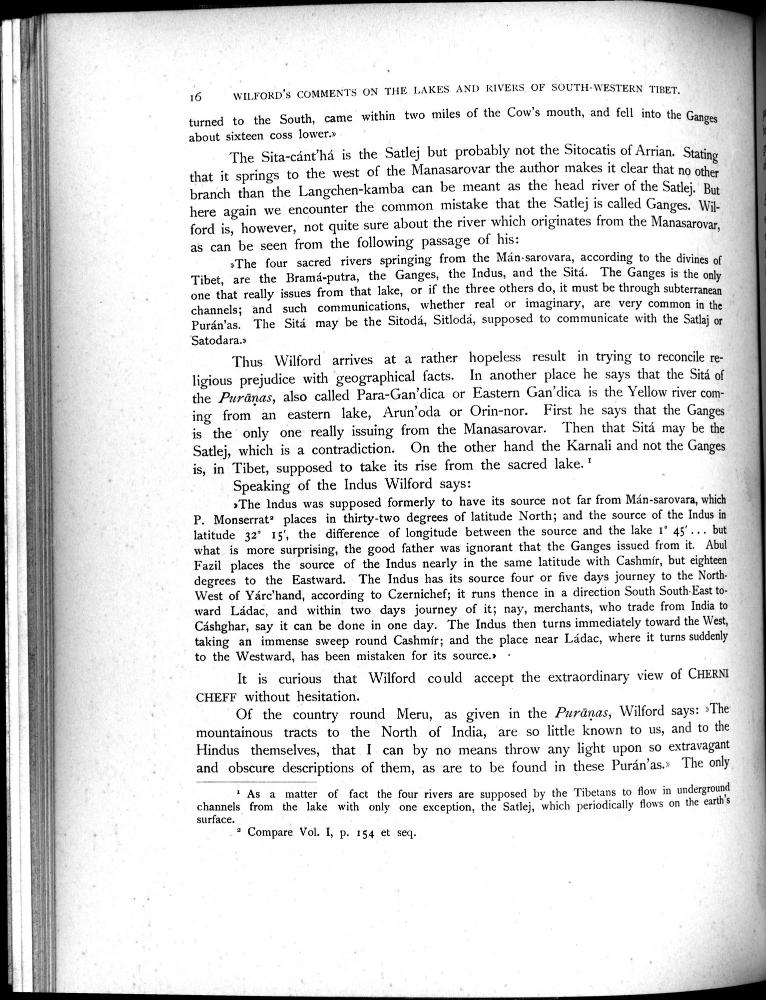 16 WILFORD'S COMMENTS ON THE LAKES AND RIVERS OF SOUTH-WESTERN TIBET.
turned to the South, came within two miles of the Cow's mouth, and fell into the Ganges
about sixteen coss lower.»
The Sita-cánt'há is the Satlej but probably not the Sitocatis of Arrian. Stating
that it springs to the west of the Manasarovar the author makes it clear that no other
branch than the Langchen-kamba can be meant as the head river of the Satlej. But
here again we encounter the common mistake that the Satlej is called Ganges. Wil-
ford is, however, not quite sure about the river which originates from the Manasarovar,
as can be seen from the following passage of his:
»The four sacred rivers springing from the Mán-sarovara, according to the divines of
Tibet, are the Bramá-putra, the Ganges, the Indus, and the Sitá. The Ganges is the only
one that really issues from that lake, or if the three others do, it must be through subterranean
channels; and such communications, whether real or imaginary, are very common in the
Purán'as. The Sitá may be the Sitodá, Sitlodá, supposed to communicate with the Satlaj or
Satodara.»
Thus Wilford arrives at a rather hopeless result in trying to reconcile re-
ligious prejudice with geographical facts. In another place he says that the Sitá of
the Purāṇas, also called Para-Gan'dica or Eastern Gan'dica is the Yellow river com-
ing from an eastern lake, Arun'oda or Orin-nor. First he says that the Ganges
is the only one really issuing from the Manasarovar. Then that Sitá may be the
Satlej, which is a contradiction. On the other hand the Karnali and not the Ganges
is, in Tibet, supposed to take its rise from the sacred lake. ¹
Speaking of the Indus Wilford says:
»The Indus was supposed formerly to have its source not far from Mán-sarovara, which
P. Monserrat² places in thirty-two degrees of latitude North; and the source of the Indus in
latitude 32° 15′, the difference of longitude between the source and the lake 1° 45′ ... but
what is more surprising, the good father was ignorant that the Ganges issued from it. Abul
Fazil places the source of the Indus nearly in the same latitude with Cashmír, but eighteen
degrees to the Eastward. The Indus has its source four or five days journey to the North-
West of Yárc'hand, according to Czernichef; it runs thence in a direction South South-East to-
ward Ládac, and within two days journey of it; nay, merchants, who trade from India to
Cáshghar, say it can be done in one day. The Indus then turns immediately toward the West,
taking an immense sweep round Cashmír; and the place near Ládac, where it turns suddenly
to the Westward, has been mistaken for its source.»
It is curious that Wilford could accept the extraordinary view of CHERNI
CHEFF without hesitation.
Of the country round Meru, as given in the Purāṇas, Wilford says: »The
mountainous tracts to the North of India, are so little known to us, and to the
Hindus themselves, that I can by no means throw any light upon so extravagant
and obscure descriptions of them, as are to be found in these Purán'as.» The only
¹ As a matter of fact the four rivers are supposed by the Tibetans to flow in underground
channels from the lake with only one exception, the Satlej, which periodically flows on the earth's
surface.
² Compare Vol. I, p. 154 et seq.